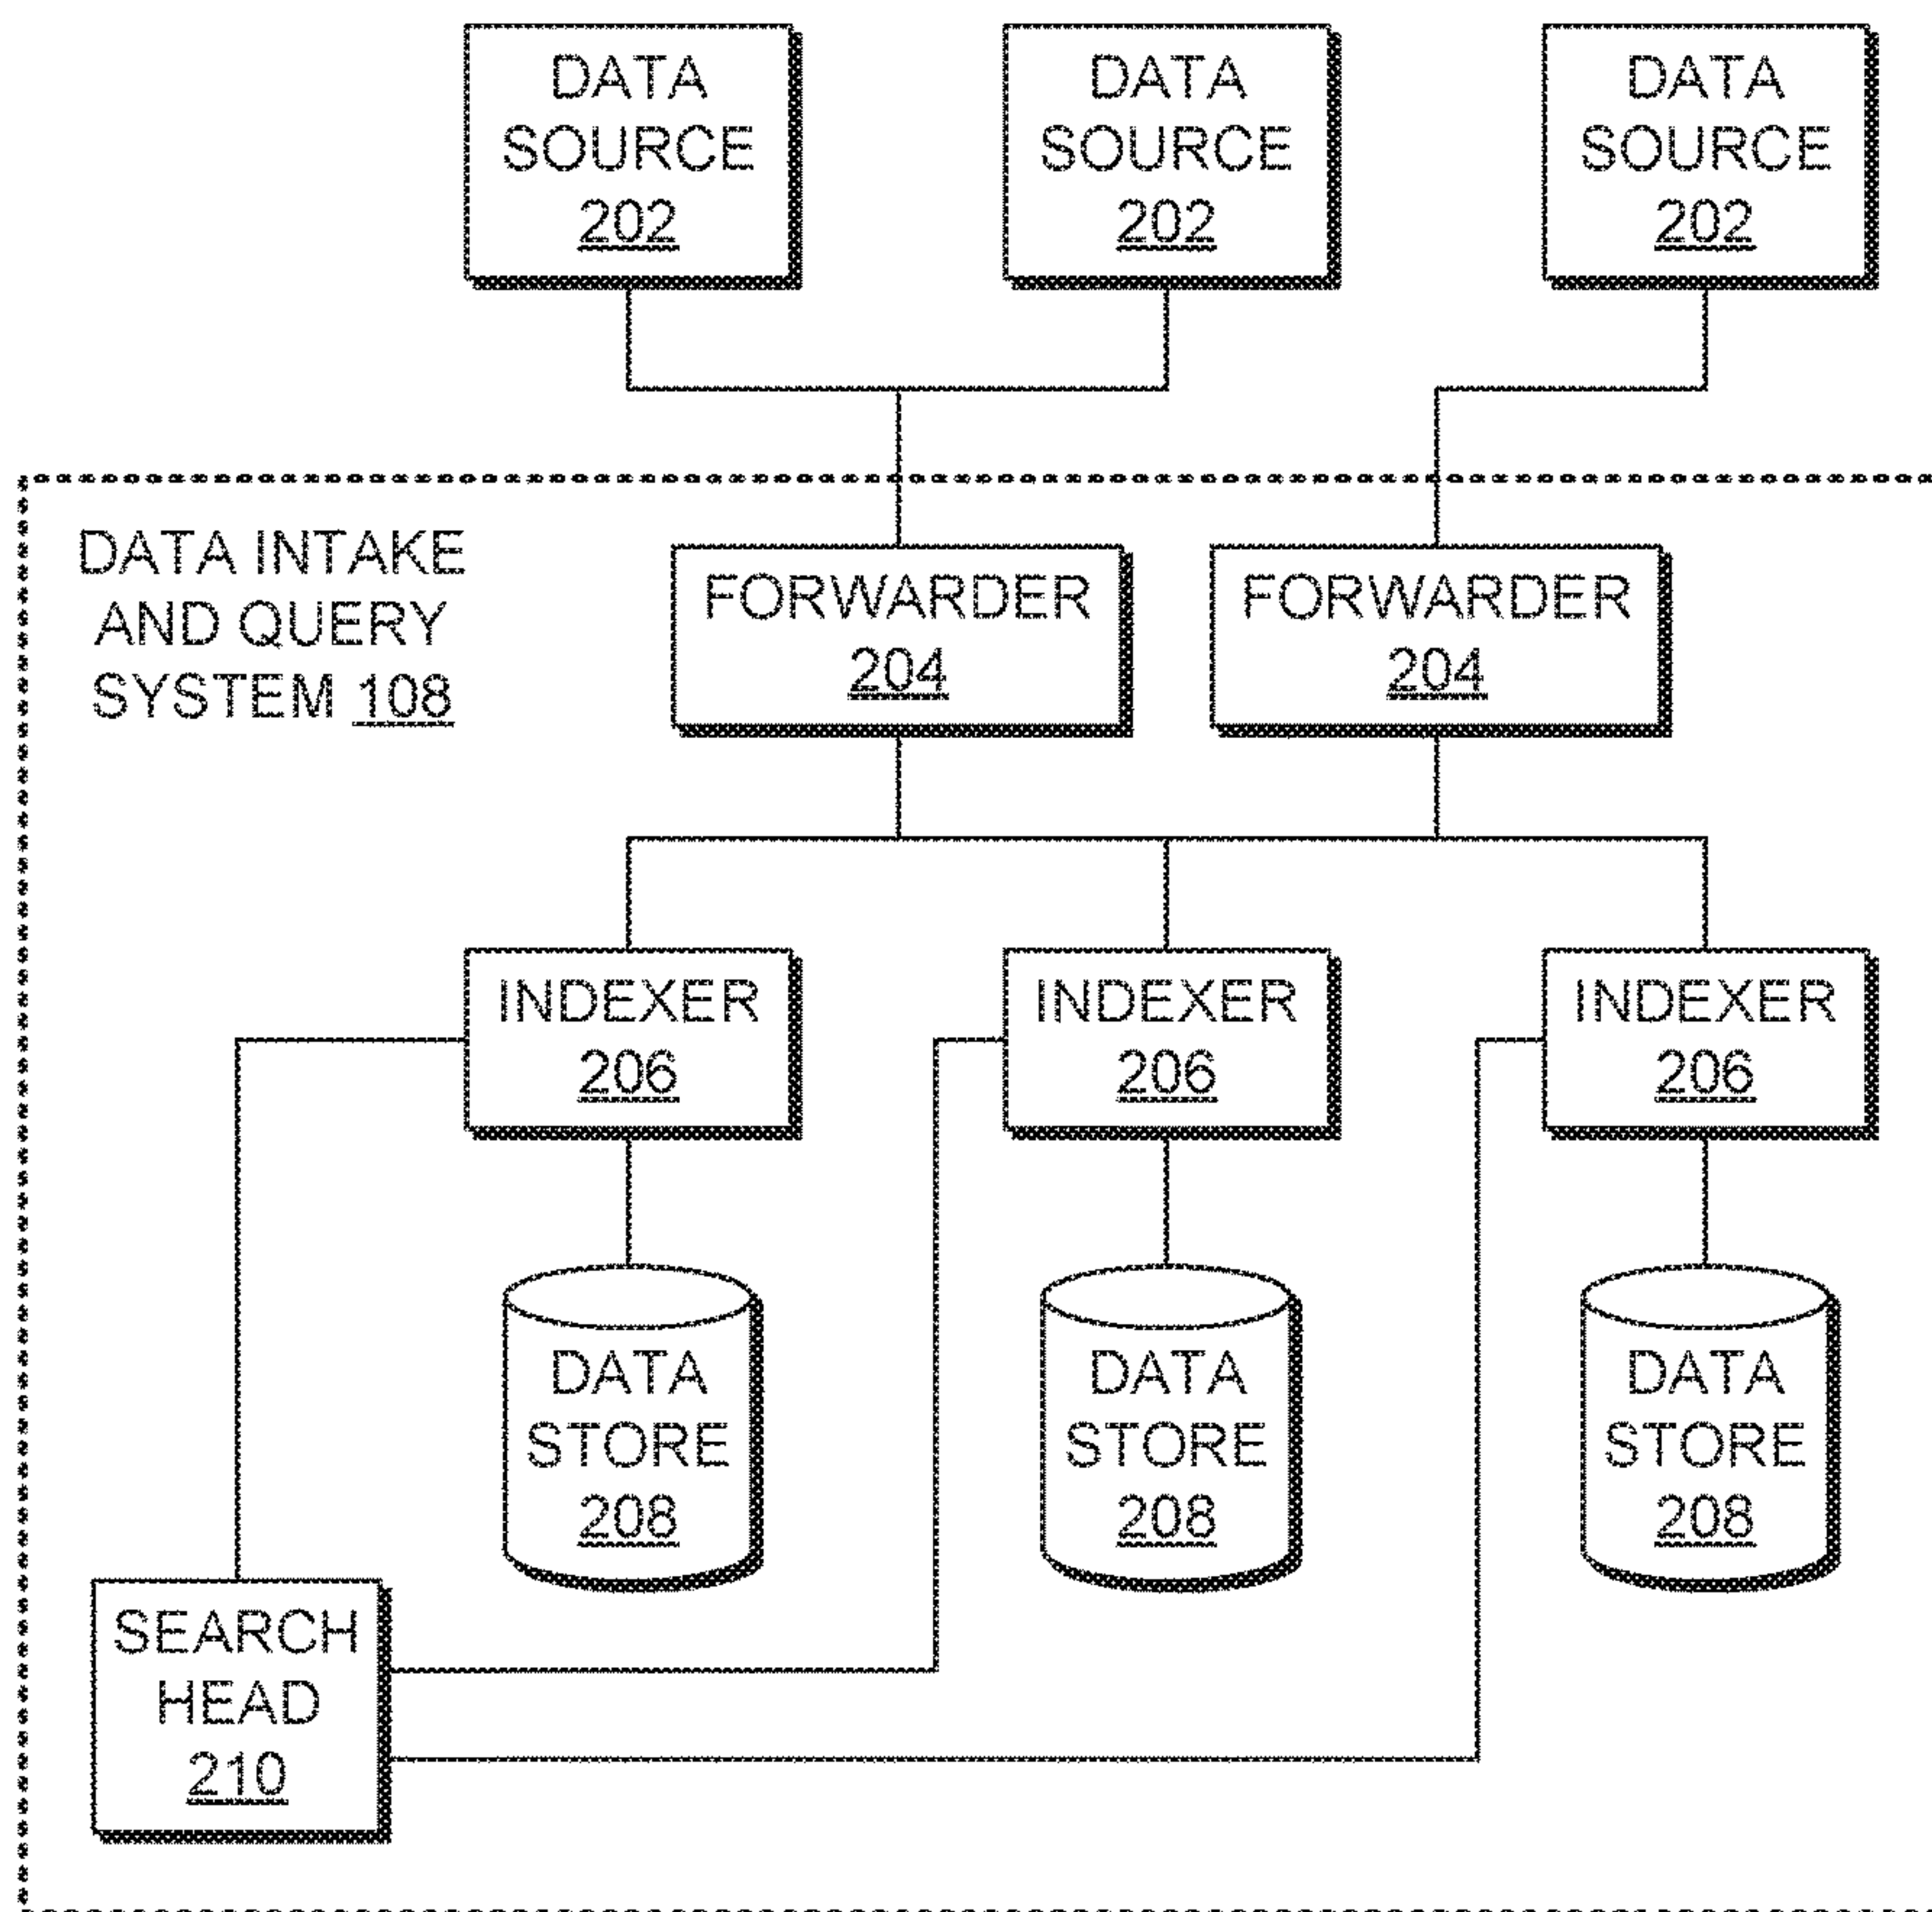 DATA
SOURCE
202
DATA
SOURCE
202
DATA
SOURCE
202
DATA INTAKE
AND QUERY
SYSTEM 108
FORWARDER
204
FORWARDER
204
INDEXER
206
INDEXER
206
INDEXER
206
DATA
STORE
208
DATA
STORE
208
DATA
STORE
208
SEARCH
HEAD
210